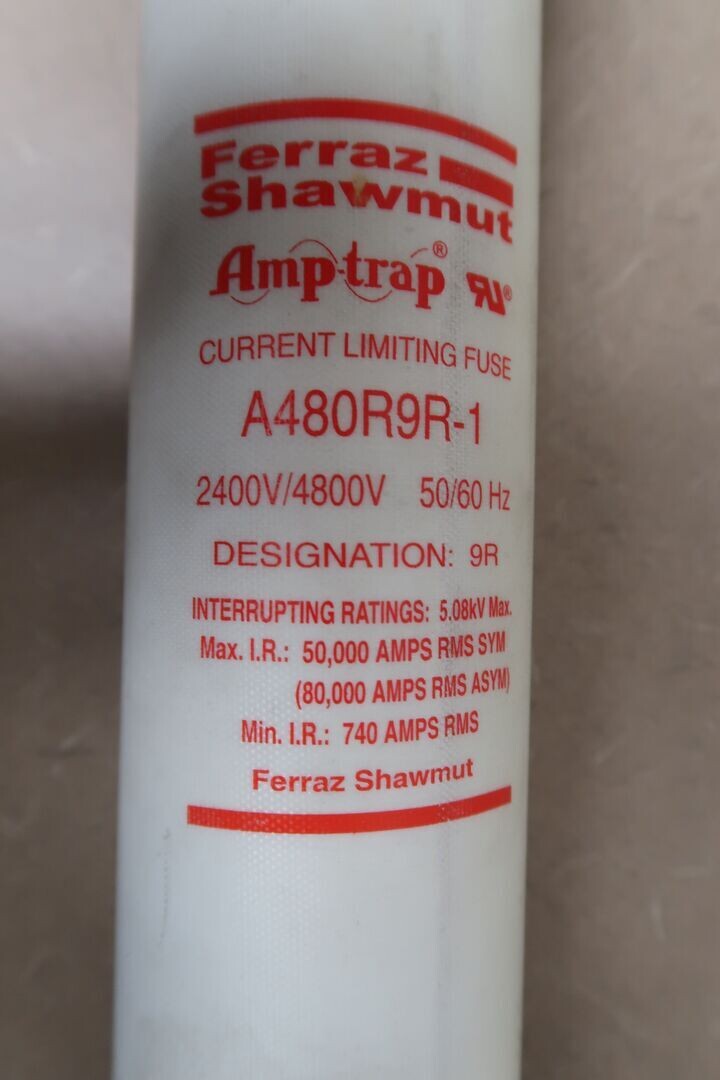 Ferraz
Shawmut
Amp-trap® RU®
CURRENT LIMITING FUSE
A480R9R-1
2400V/4800V 50/60 Hz
DESIGNATION: 9R
INTERRUPTING RATINGS: 5.08kV Max.
Max. I.R.: 50,000 AMPS RMS SYM
(80,000 AMPS RMS ASYM)
Min. I.R.: 740 AMPS RMS
Ferraz Shawmut